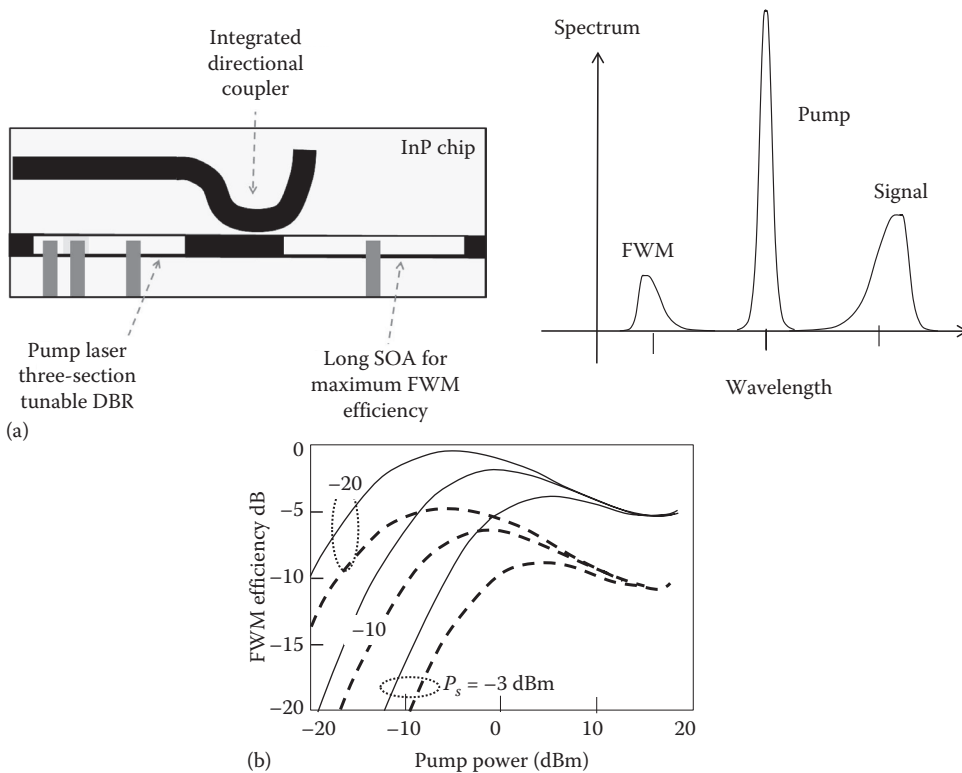 Integrated
directional
coupler
InP chip
Pump laser
three-section
tunable DBR
Long SOA for
maximum FWM
efficiency
(a)
Spectrum
Pump
Signal
FWM
Wavelength
0
−5
−10
−15
−20
FWM efficiency dB
−20
−10
P_s = −3 dBm
−20
−10
0
10
20
Pump power (dBm)
(b)